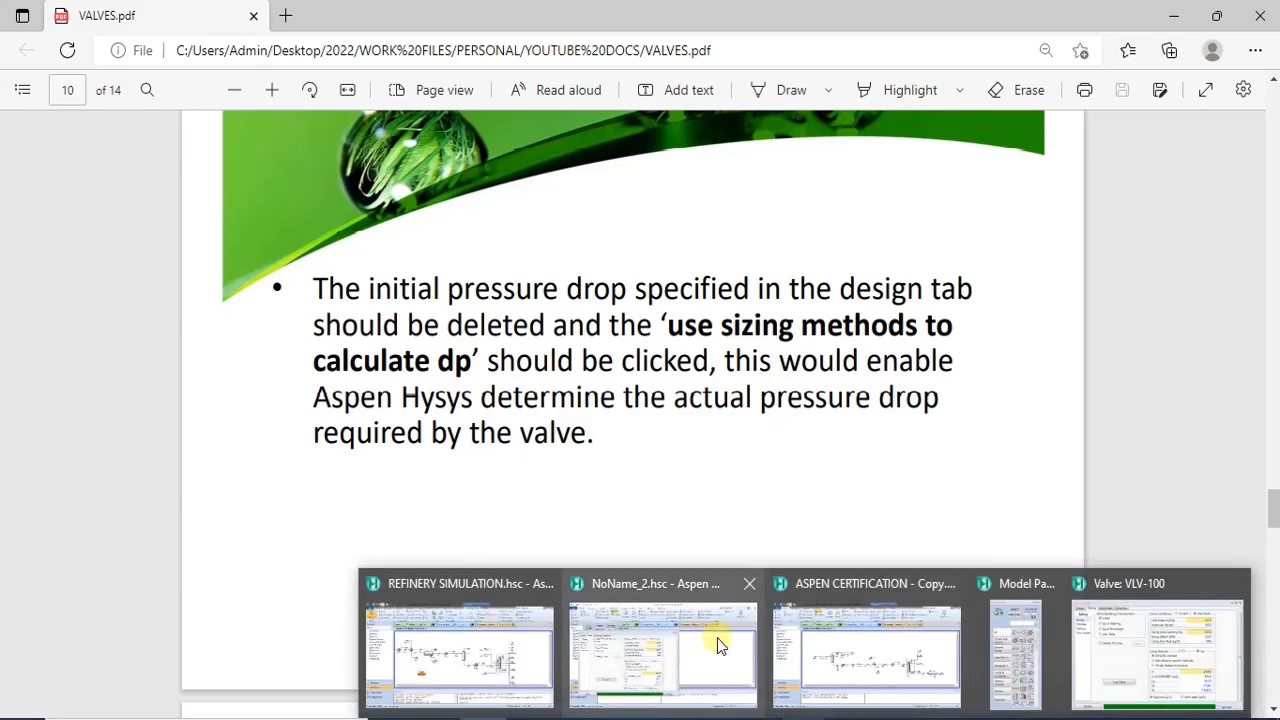 VALVES.pdf
File C:/Users/Admin/Desktop/2022/WORK%20FILES/PERSONAL/YOUTUBE%20DOCS/VALVES.pdf
10 of 14 Page view Read aloud Add text Draw Highlight Erase
• The initial pressure drop specified in the design tab
should be deleted and the ‘use sizing methods to
calculate dp’ should be clicked, this would enable
Aspen Hysys determine the actual pressure drop
required by the valve.
REFINERY SIMULATION.hsc - As... NoName_2.hsc - Aspen ... ASPEN CERTIFICATION - Copy.... Model Pa... Valve: VLV-100